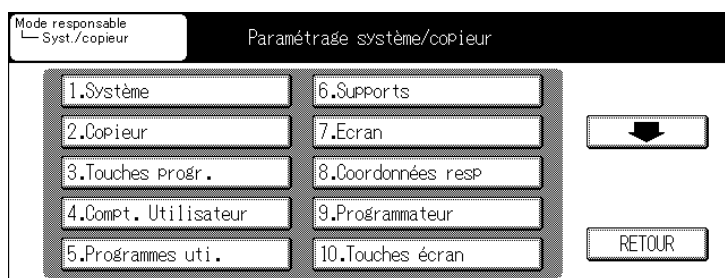 Mode responsable
Syst./copieur
Paramétrage système/copieur
1.Système
2.Copieur
3.Touches progr.
4.Compt. Utilisateur
5.Programmes uti.
6.Supports
7.Ecran
8.Coordonnées resp
9.Programmateur
10.Touches écran
RETOUR